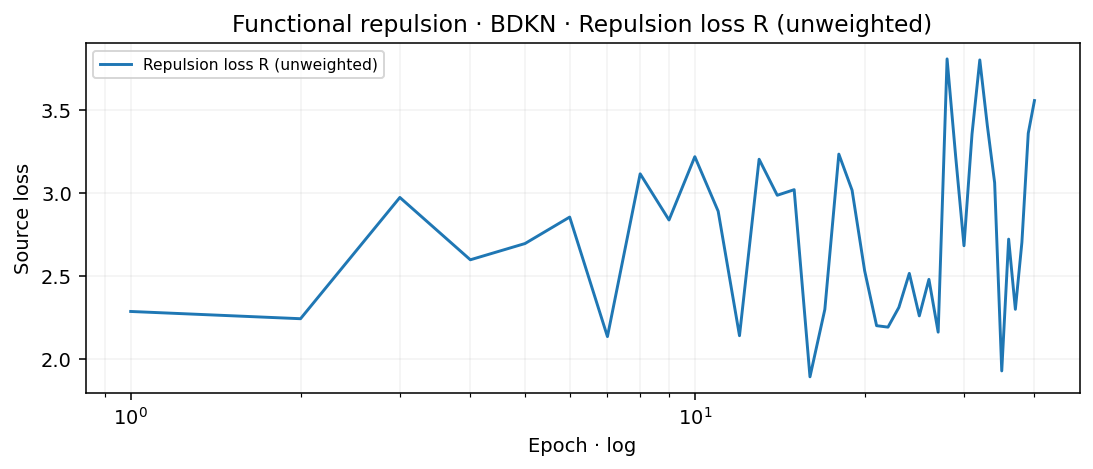 Functional repulsion · BDKN · Repulsion loss R (unweighted)
Repulsion loss R (unweighted)
Source loss
3.5
3.0
2.5
2.0
10⁰
10¹
Epoch · log